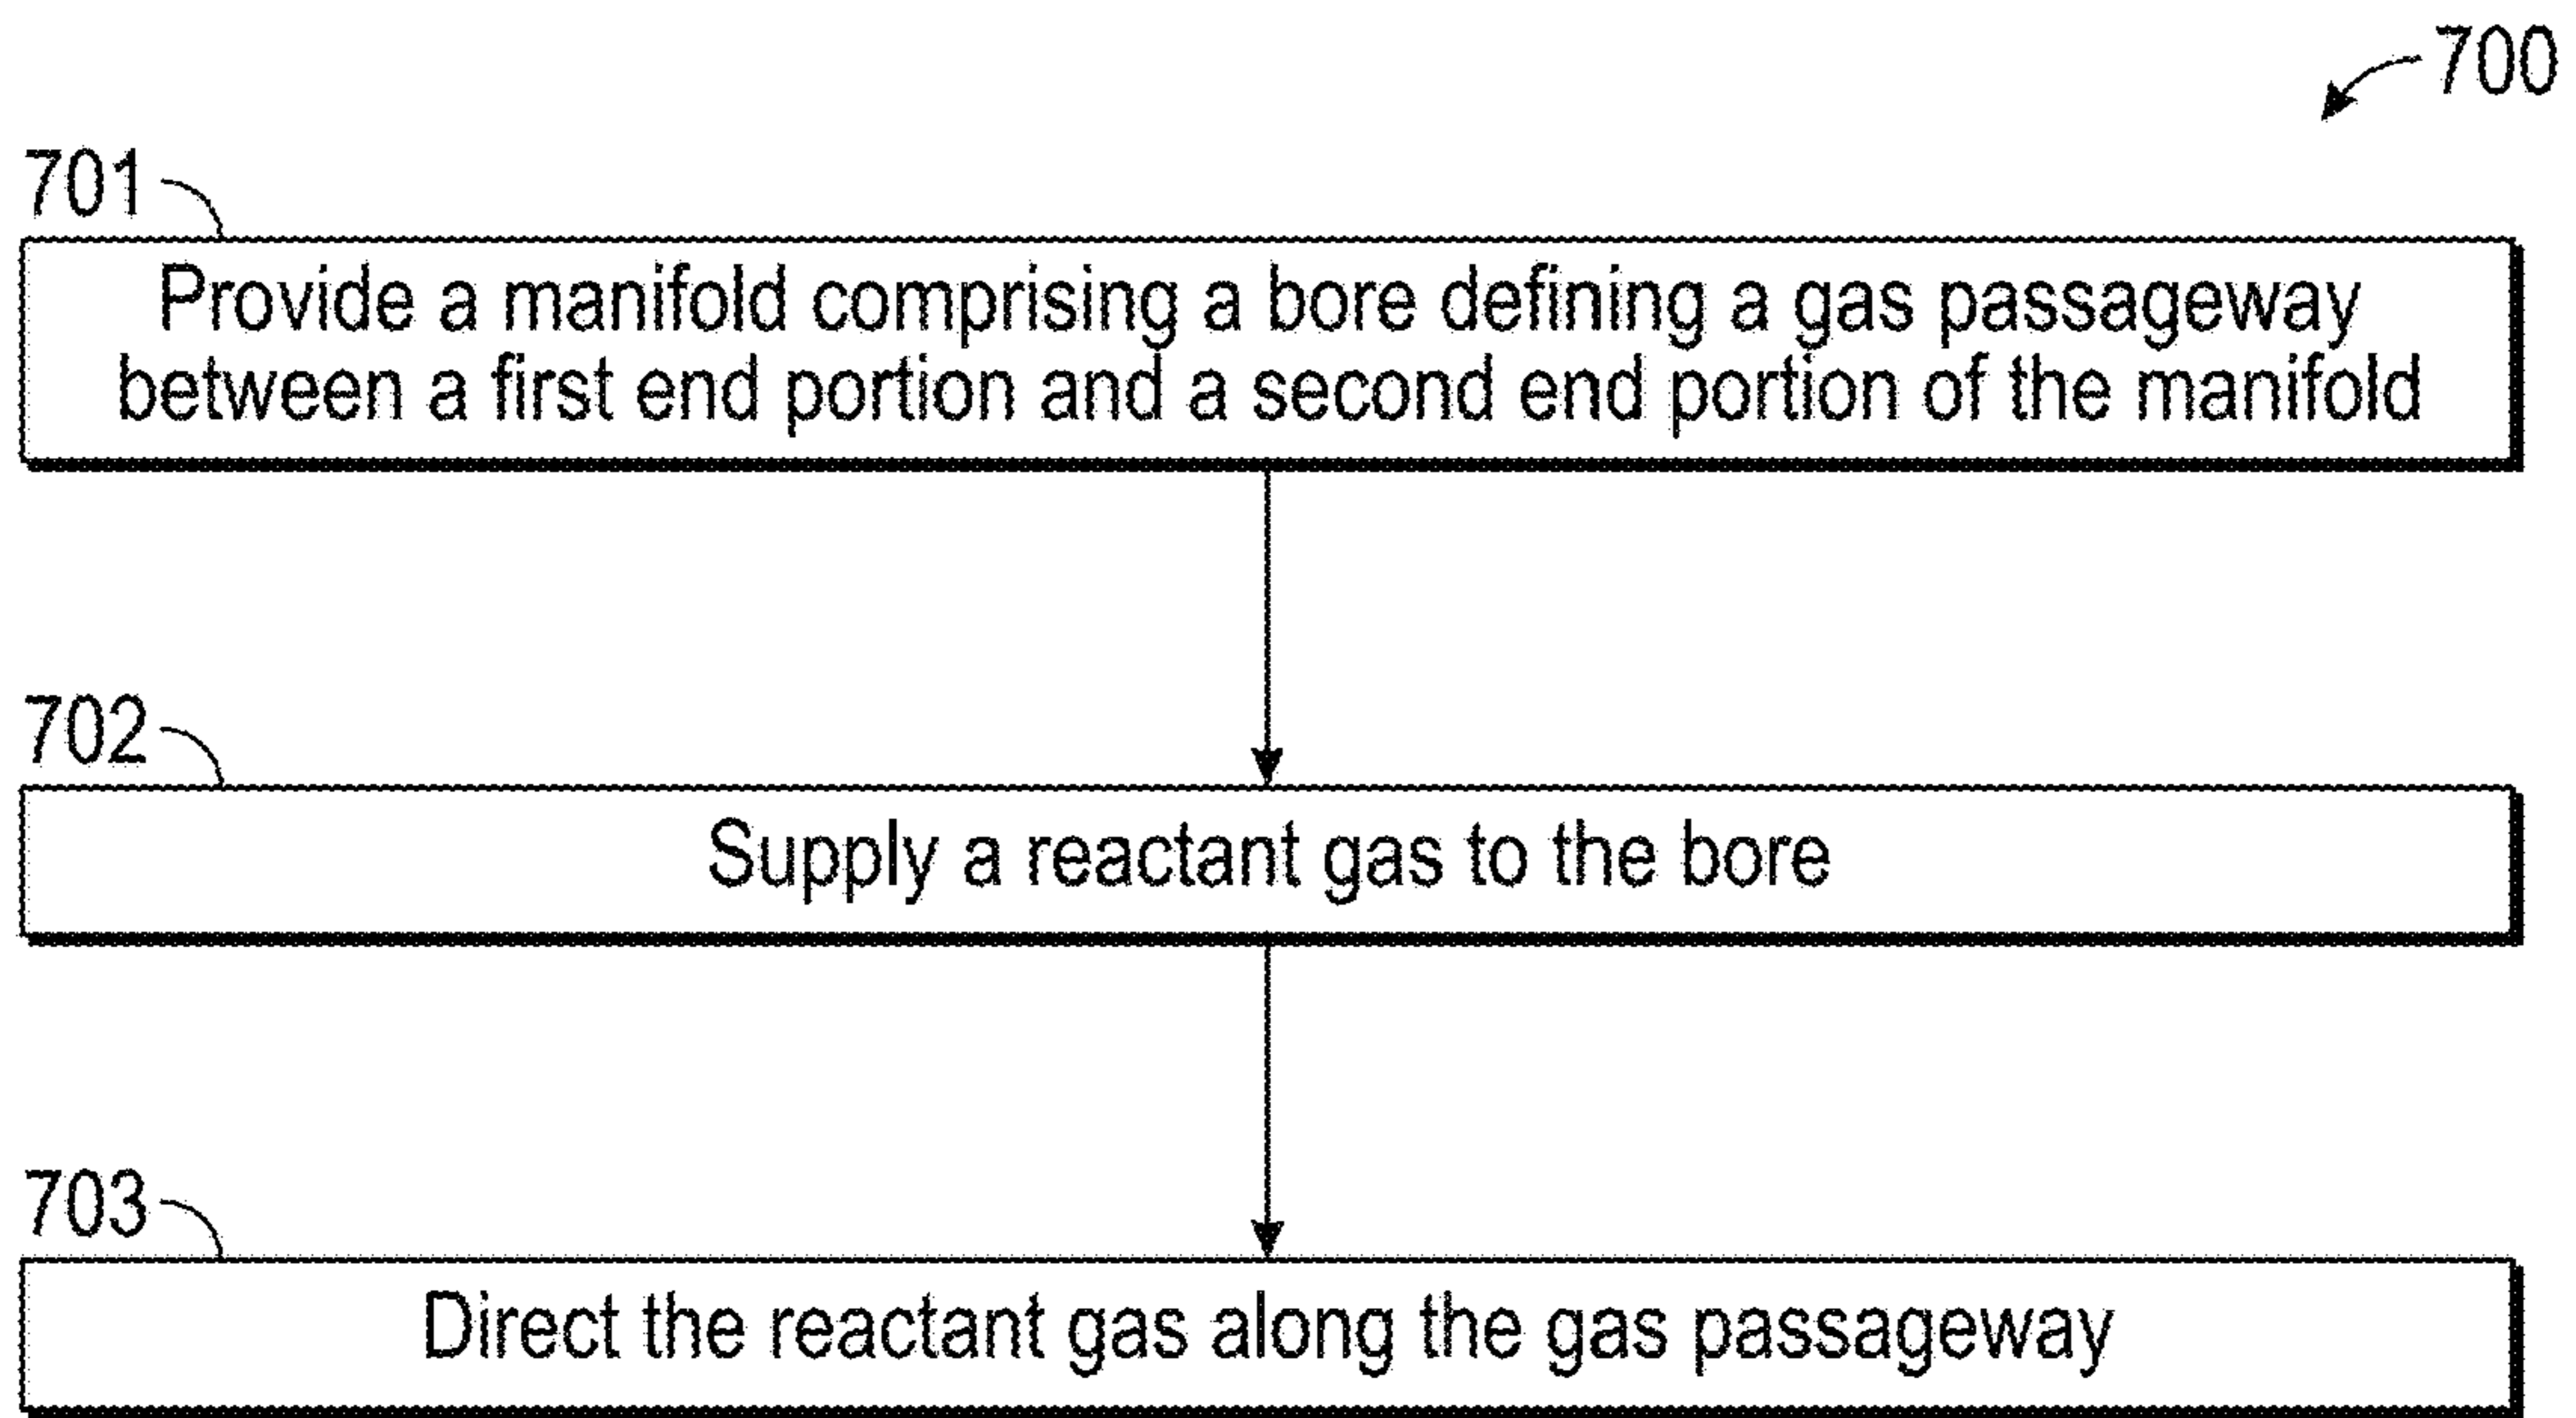 700
701
Provide a manifold comprising a bore defining a gas passageway
between a first end portion and a second end portion of the manifold
702
Supply a reactant gas to the bore
703
Direct the reactant gas along the gas passageway